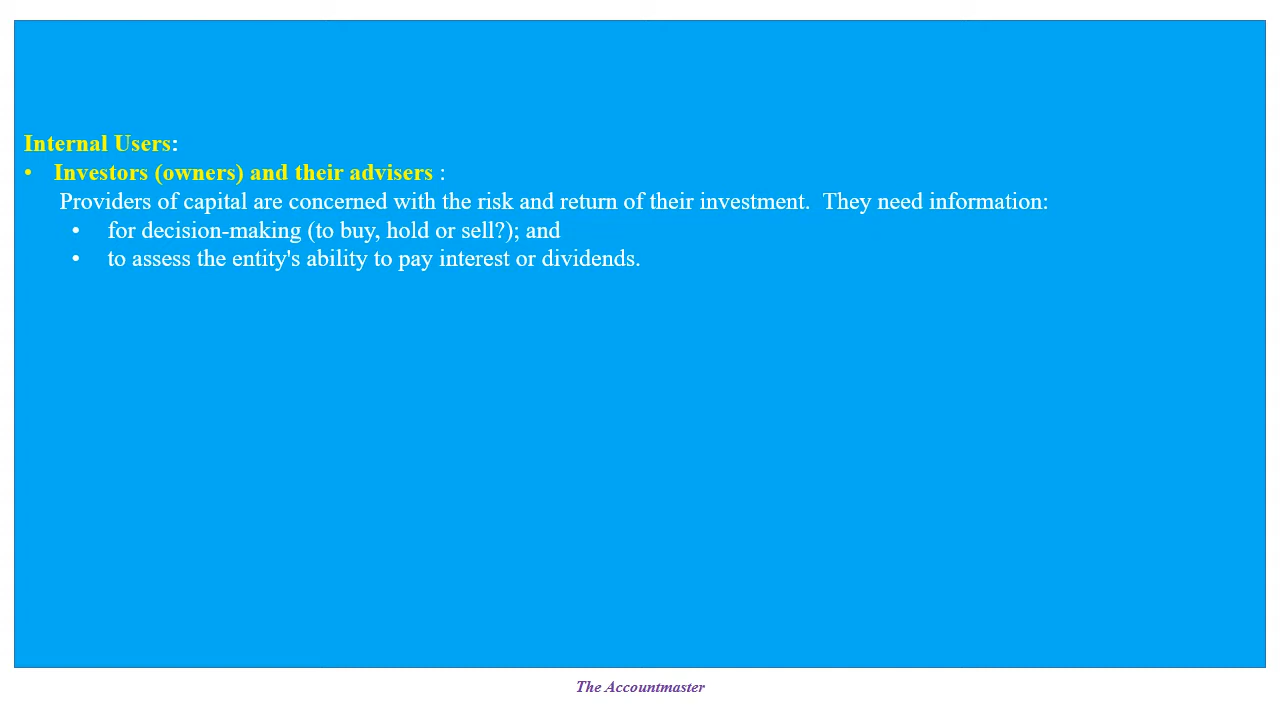 Internal Users:
• Investors (owners) and their advisers :
Providers of capital are concerned with the risk and return of their investment.  They need information:
• for decision-making (to buy, hold or sell?); and
• to assess the entity's ability to pay interest or dividends.
The Accountmaster